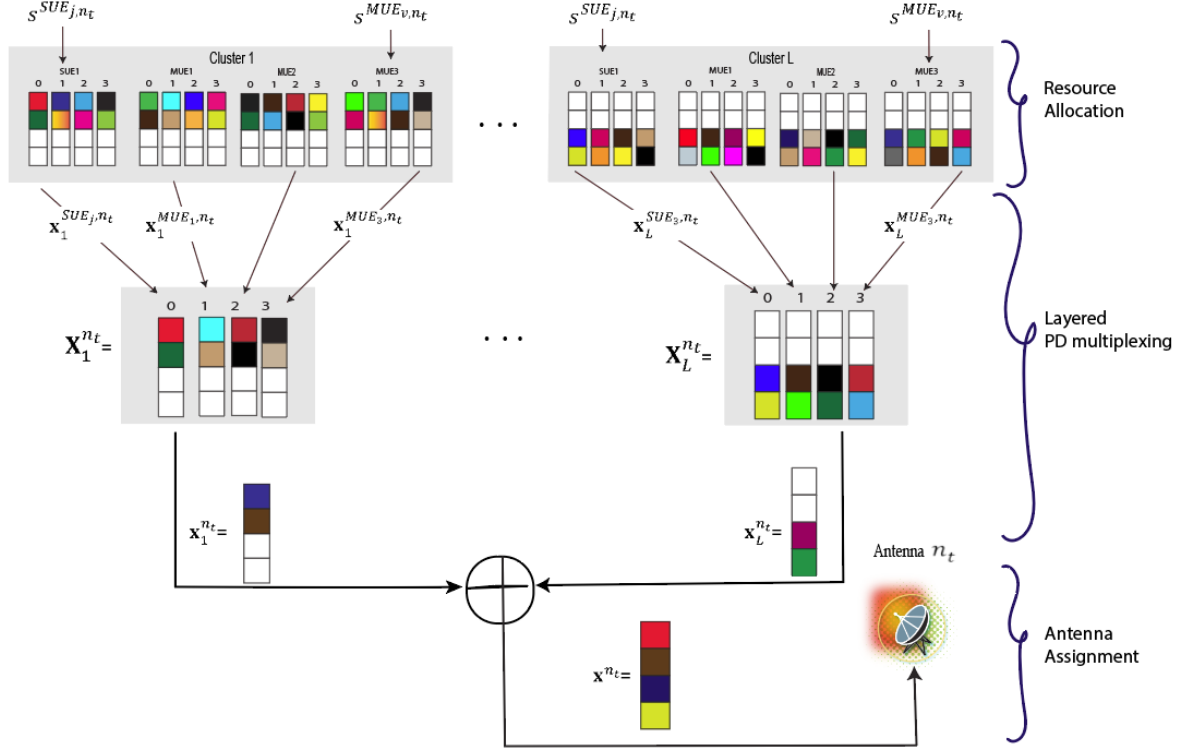 S^{SUE_{j,n_t}} S^{MUE_{v,n_t}} S^{SUE_{j,n_t}} S^{MUE_{v,n_t}}
Cluster 1 Cluster L
SUE1 MUE1 MUE2 MUE3 SUE1 MUE1 MUE2 MUE3
0 1 2 3 0 1 2 3 0 1 2 3 0 1 2 3 0 1 2 3 0 1 2 3 0 1 2 3 0 1 2 3
. . .
Resource
Allocation
x_1^{SUE_j,n_t} x_1^{MUE_1,n_t} x_1^{MUE_3,n_t} x_L^{SUE_3,n_t} x_L^{MUE_3,n_t}
0 1 2 3 0 1 2 3
X_1^{n_t}= . . . X_L^{n_t}=
Layered
PD multiplexing
x_1^{n_t}= x_L^{n_t}=
Antenna n_t
x^{n_t}=
Antenna
Assignment